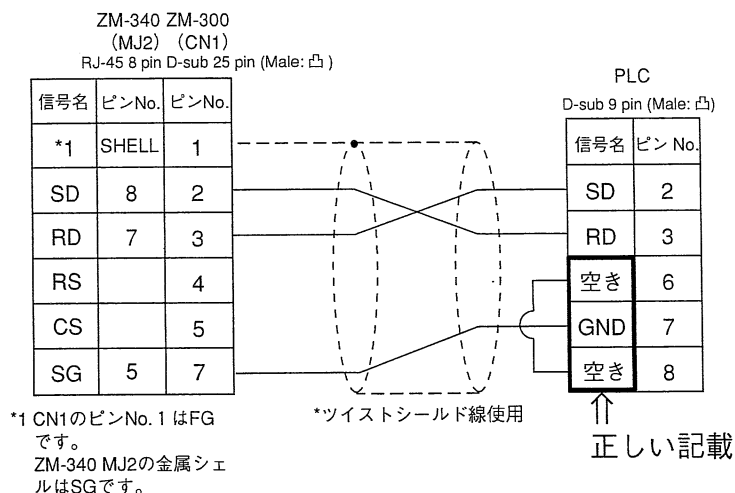 ZM-340 ZM-300
（MJ2）（CN1）
RJ-45 8 pin D-sub 25 pin (Male: 凸 )
信号名 ピンNo. ピンNo.
*1 SHELL 1
SD 8 2
RD 7 3
RS 4
CS 5
SG 5 7
*1 CN1のピンNo. 1 はFG
です。
ZM-340 MJ2の金属シェ
ルはSGです。
*ツイストシールド線使用
PLC
D-sub 9 pin (Male: 凸)
信号名 ピン No.
SD 2
RD 3
空き 6
GND 7
空き 8
正しい記載